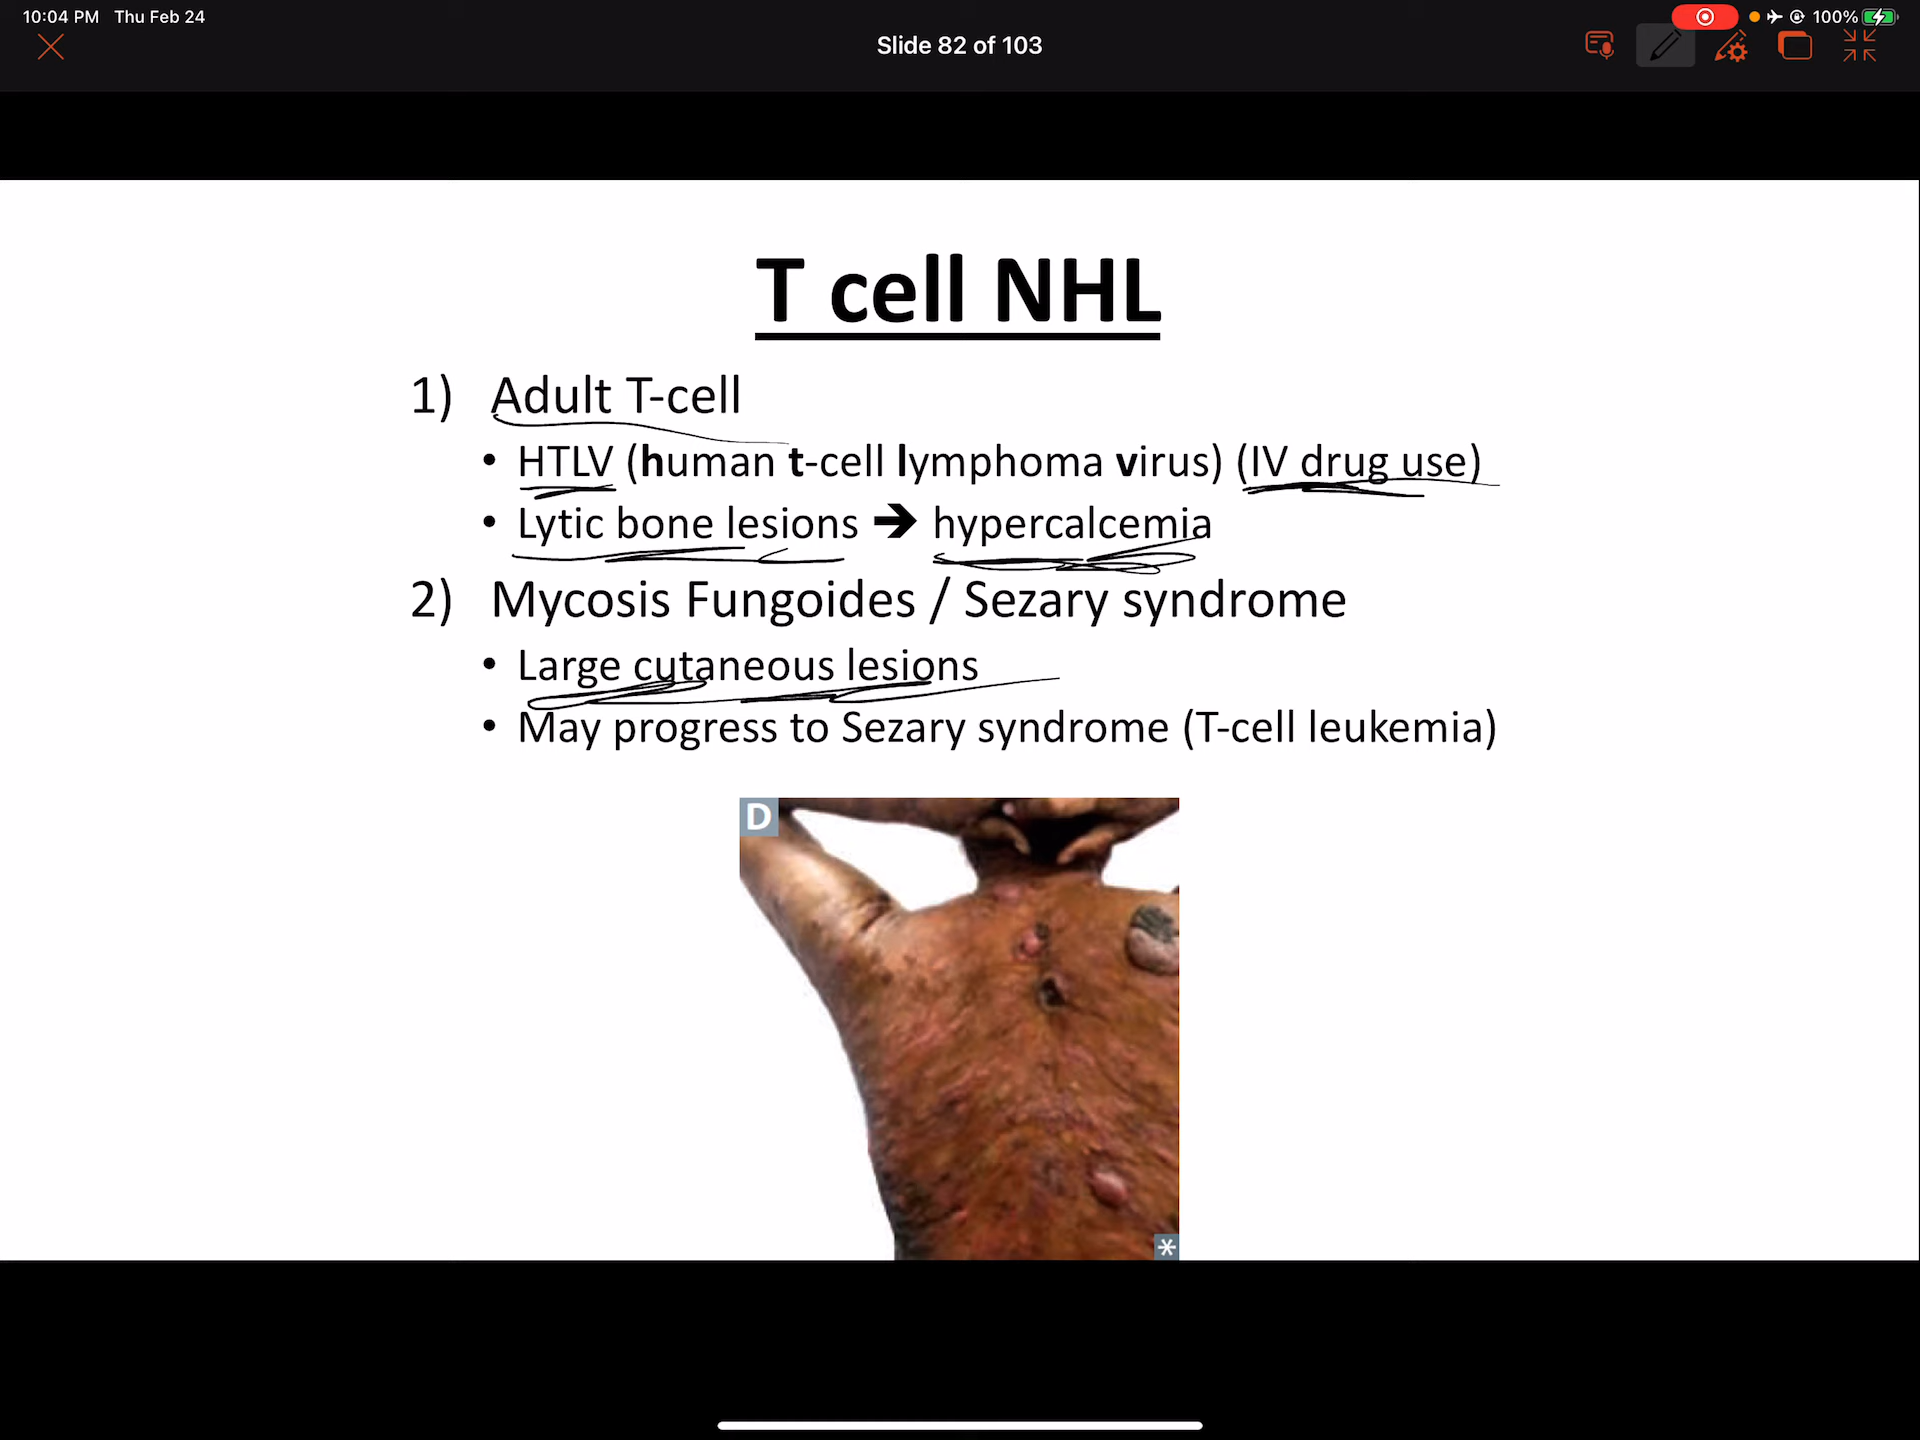 10:04 PM Thu Feb 24
100%
Slide 82 of 103
T cell NHL
1) Adult T-cell
• HTLV (human t-cell lymphoma virus) (IV drug use)
• Lytic bone lesions ➔ hypercalcemia
2) Mycosis Fungoides / Sezary syndrome
• Large cutaneous lesions
• May progress to Sezary syndrome (T-cell leukemia)
D
*